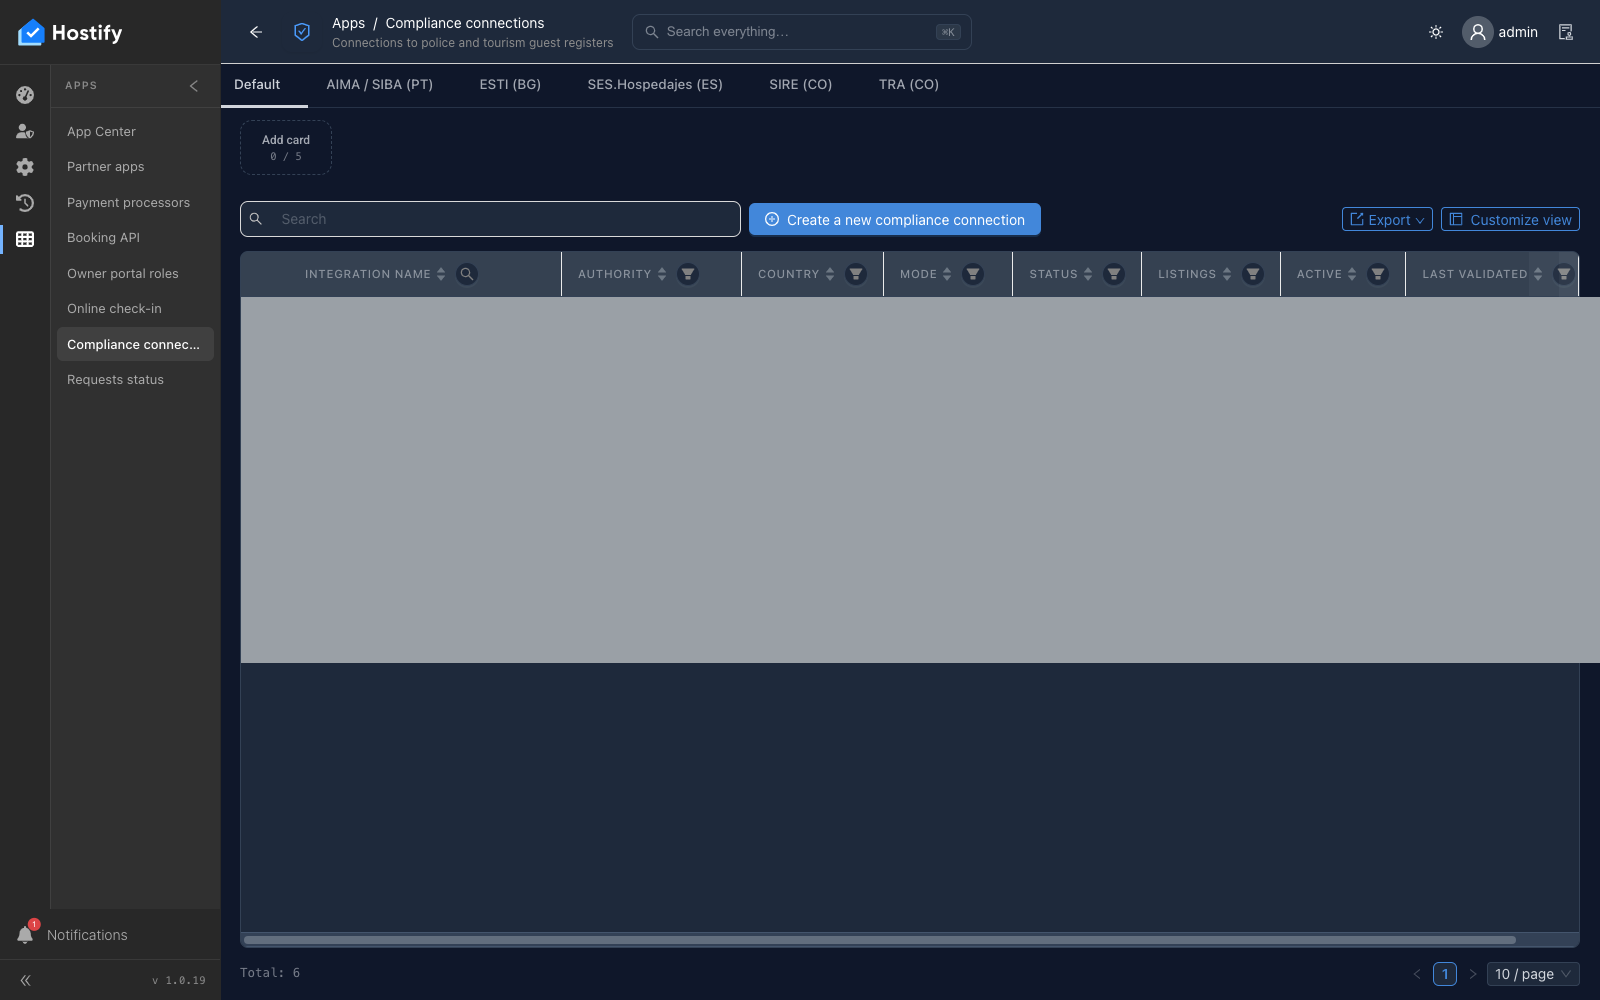 Hostify
Apps / Compliance connections
Connections to police and tourism guest registers
Search everything...
⌘K
admin
APPS
App Center
Partner apps
Payment processors
Booking API
Owner portal roles
Online check-in
Compliance connec...
Requests status
Default
AIMA / SIBA (PT)
ESTI (BG)
SES.Hospedajes (ES)
SIRE (CO)
TRA (CO)
Add card
0 / 5
Search
Create a new compliance connection
Export
Customize view
INTEGRATION NAME
AUTHORITY
COUNTRY
MODE
STATUS
LISTINGS
ACTIVE
LAST VALIDATED
1
Notifications
v 1.0.19
Total: 6
1
10 / page